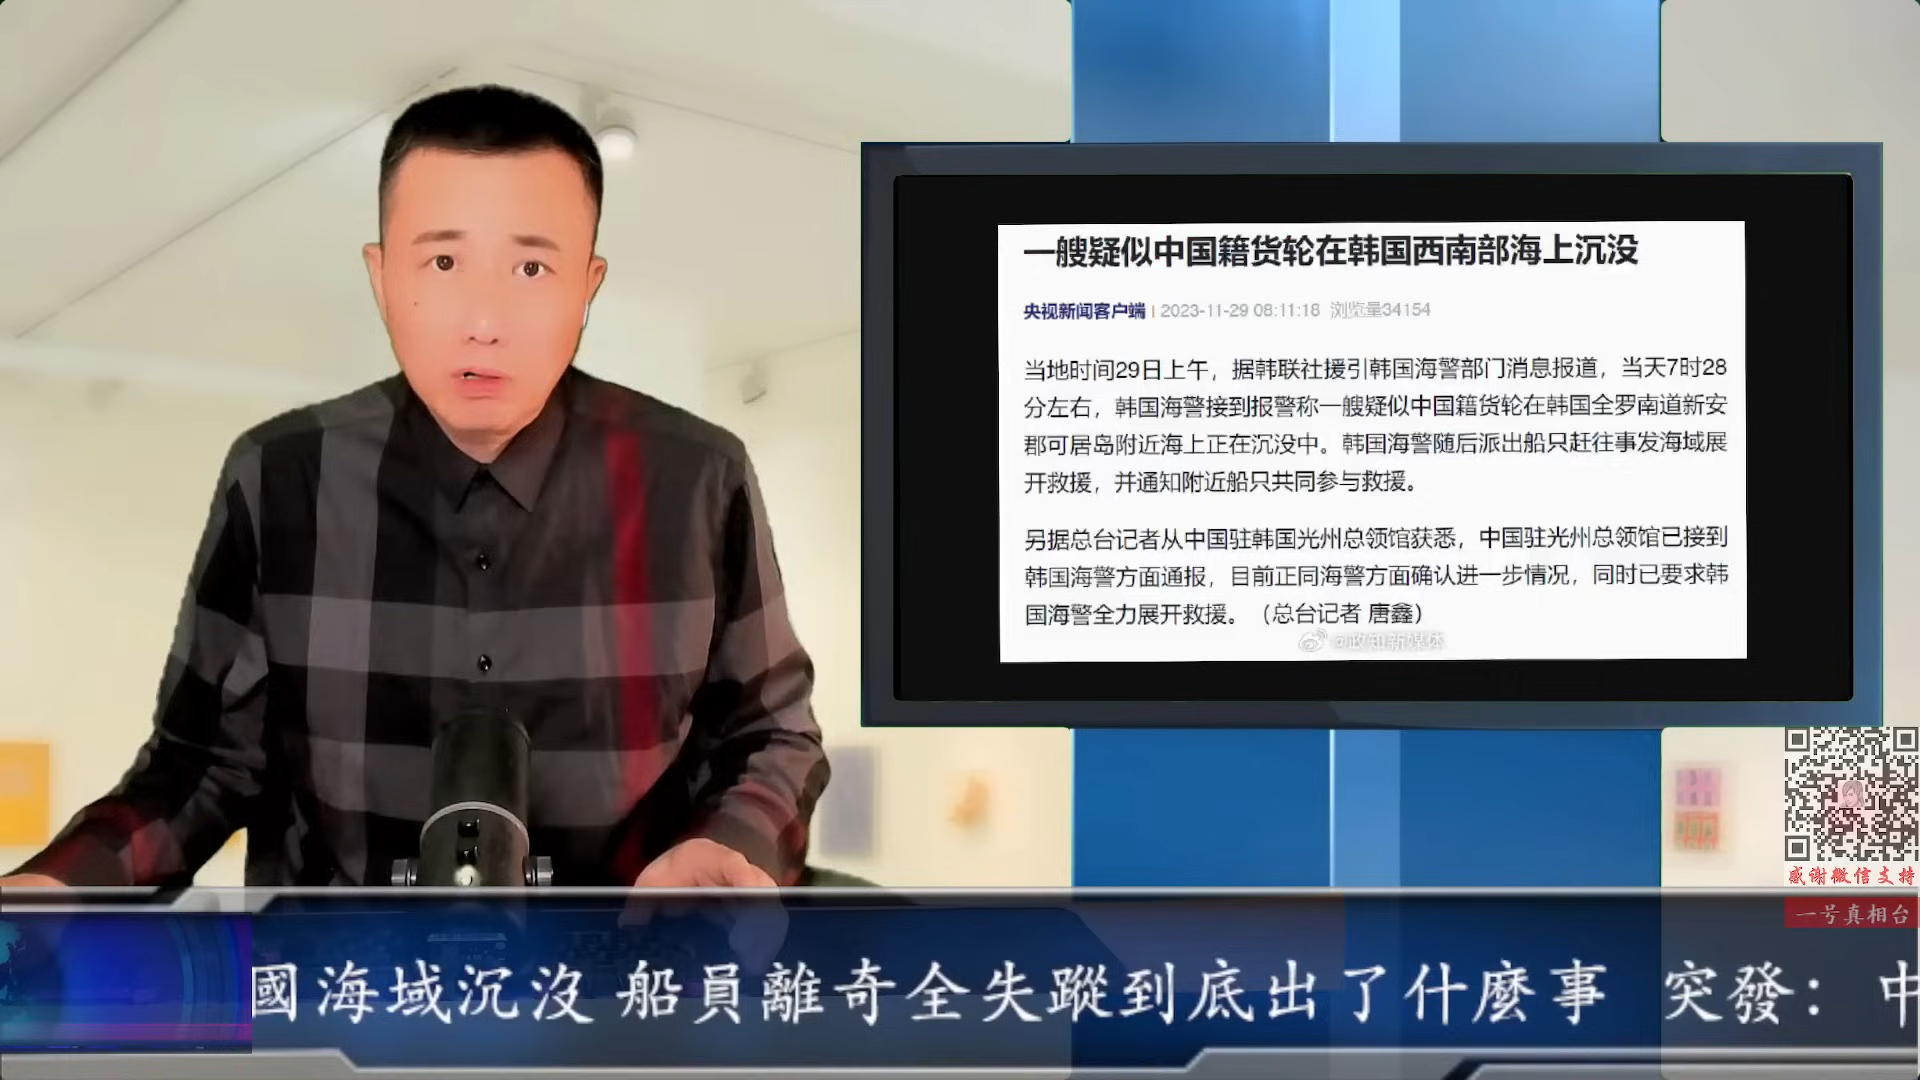 一艘疑似中国籍货轮在韩国西南部海上沉没
央视新闻客户端 | 2023-11-29 08:11:18 浏览量34154
当地时间29日上午，据韩联社援引韩国海警部门消息报道，当天7时28
分左右，韩国海警接到报警称一艘疑似中国籍货轮在韩国全罗南道新安
郡可居岛附近海上正在沉没中。韩国海警随后派出船只赶往事发海域展
开救援，并通知附近船只共同参与救援。
另据总台记者从中国驻韩国光州总领馆获悉，中国驻光州总领馆已接到
韩国海警方面通报，目前正同海警方面确认进一步情况，同时已要求韩
国海警全力展开救援。（总台记者 唐鑫）
@政知新媒体
感谢微信支持
一号真相台
國海域沉沒 船員離奇全失蹤到底出了什麼事 突發： 中